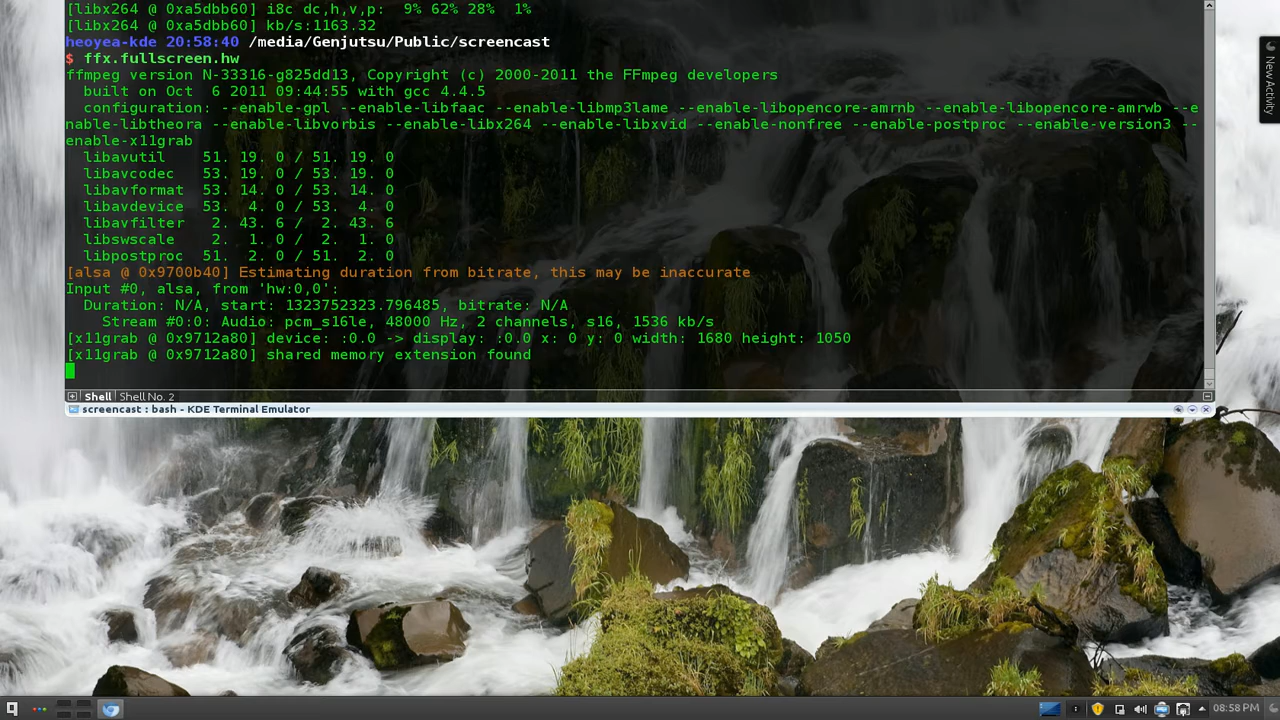 [libx264 @ 0xa5dbb60] i8c dc,h,v,p:  9% 62% 28%  1%
[libx264 @ 0xa5dbb60] kb/s:1163.32
heoyea-kde 20:58:40 /media/Genjutsu/Public/screencast
$ ffx.fullscreen.hw
ffmpeg version N-33316-g825dd13, Copyright (c) 2000-2011 the FFmpeg developers
  built on Oct  6 2011 09:44:55 with gcc 4.4.5
  configuration: --enable-gpl --enable-libfaac --enable-libmp3lame --enable-libopencore-amrnb --enable-libopencore-amrwb --e
nable-libtheora --enable-libvorbis --enable-libx264 --enable-libxvid --enable-nonfree --enable-postproc --enable-version3 --
enable-x11grab
  libavutil    51. 19. 0 / 51. 19. 0
  libavcodec   53. 19. 0 / 53. 19. 0
  libavformat  53. 14. 0 / 53. 14. 0
  libavdevice  53.  4. 0 / 53.  4. 0
  libavfilter   2. 43. 6 /  2. 43. 6
  libswscale    2.  1. 0 /  2.  1. 0
  libpostproc  51.  2. 0 / 51.  2. 0
[alsa @ 0x9700b40] Estimating duration from bitrate, this may be inaccurate
Input #0, alsa, from 'hw:0,0':
  Duration: N/A, start: 1323752323.796485, bitrate: N/A
    Stream #0:0: Audio: pcm_s16le, 48000 Hz, 2 channels, s16, 1536 kb/s
[x11grab @ 0x9712a80] device: :0.0 -> display: :0.0 x: 0 y: 0 width: 1680 height: 1050
[x11grab @ 0x9712a80] shared memory extension found
Shell Shell No. 2
screencast : bash - KDE Terminal Emulator
New Activity
08:58 PM